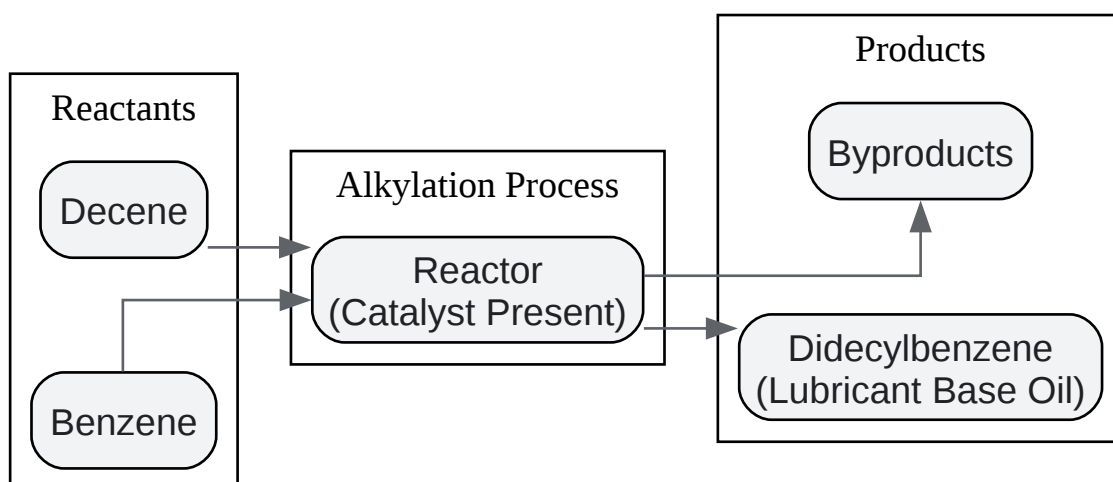 Reactants
Decene
Benzene
Alkylation Process
Reactor
(Catalyst Present)
Products
Byproducts
Didecylbenzene
(Lubricant Base Oil)